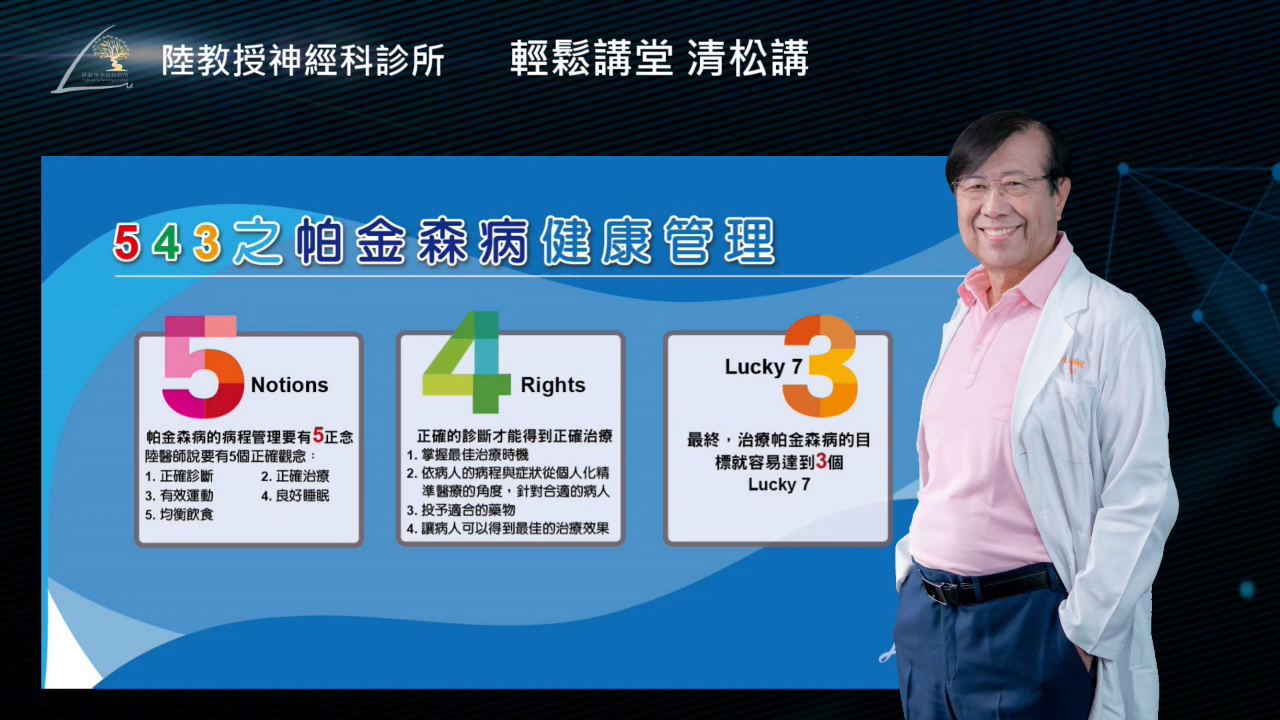 陸教授神經科診所 輕鬆講堂 清松講
543之帕金森病健康管理
5 Notions
帕金森病的病程管理要有5正念
陸醫師說要有5個正確觀念：
1. 正確診斷 2. 正確治療
3. 有效運動 4. 良好睡眠
5. 均衡飲食
4 Rights
正確的診斷才能得到正確治療
1. 掌握最佳治療時機
2. 依病人的病程與症狀從個人化精
準醫療的角度，針對合適的病人
3. 投予適合的藥物
4. 讓病人可以得到最佳的治療效果
Lucky 7 3
最終，治療帕金森病的目
標就容易達到3個
Lucky 7